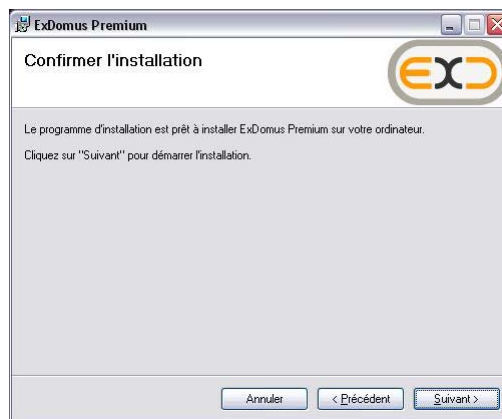 ExDomus Premium
Confirmer l'installation
EXD
Le programme d'installation est prêt à installer ExDomus Premium sur votre ordinateur.
Cliquez sur "Suivant" pour démarrer l'installation.
Annuler
< Précédent
Suivant >